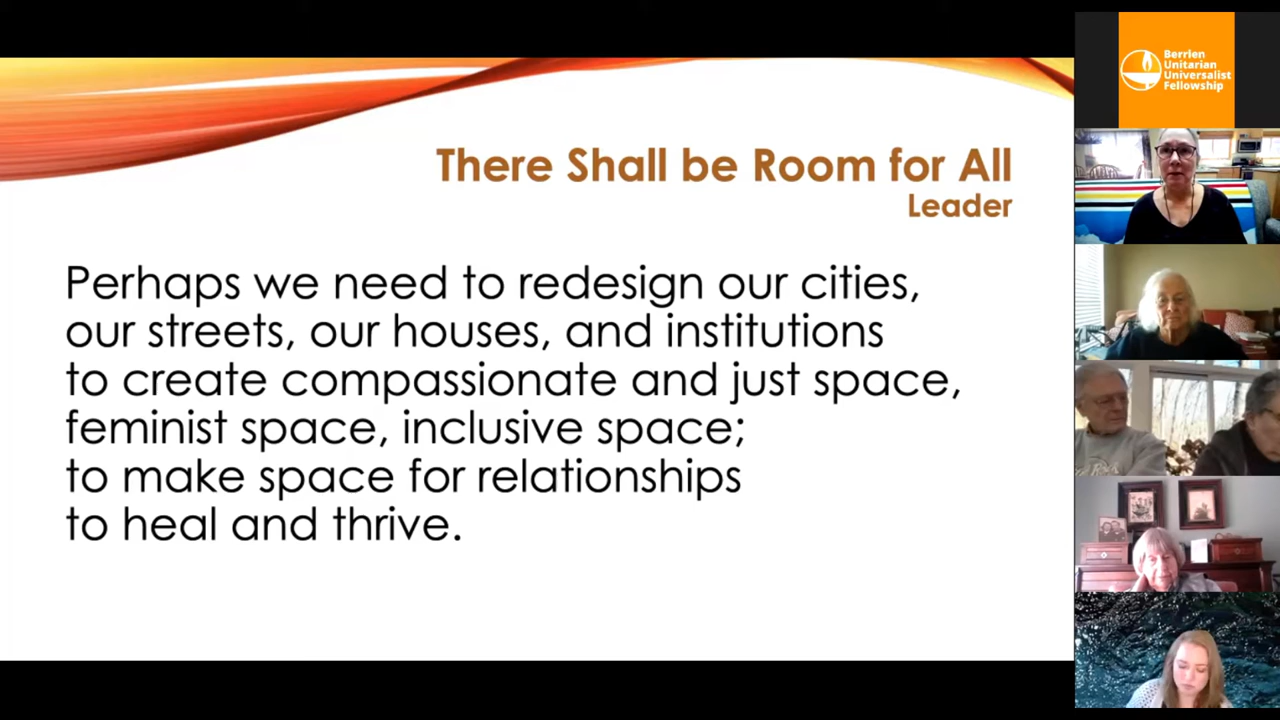 There Shall be Room for All
Leader
Perhaps we need to redesign our cities,
our streets, our houses, and institutions
to create compassionate and just space,
feminist space, inclusive space;
to make space for relationships
to heal and thrive.
Berrien
Unitarian
Universalist
Fellowship